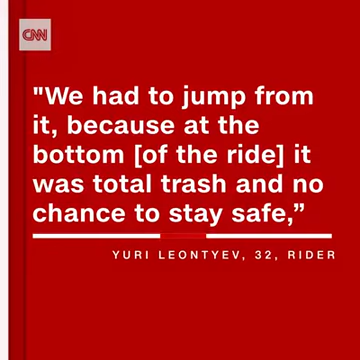 CNN
"We had to jump from
it, because at the
bottom [of the ride] it
was total trash and no
chance to stay safe,”
YURI LEONTYEV, 32, RIDER